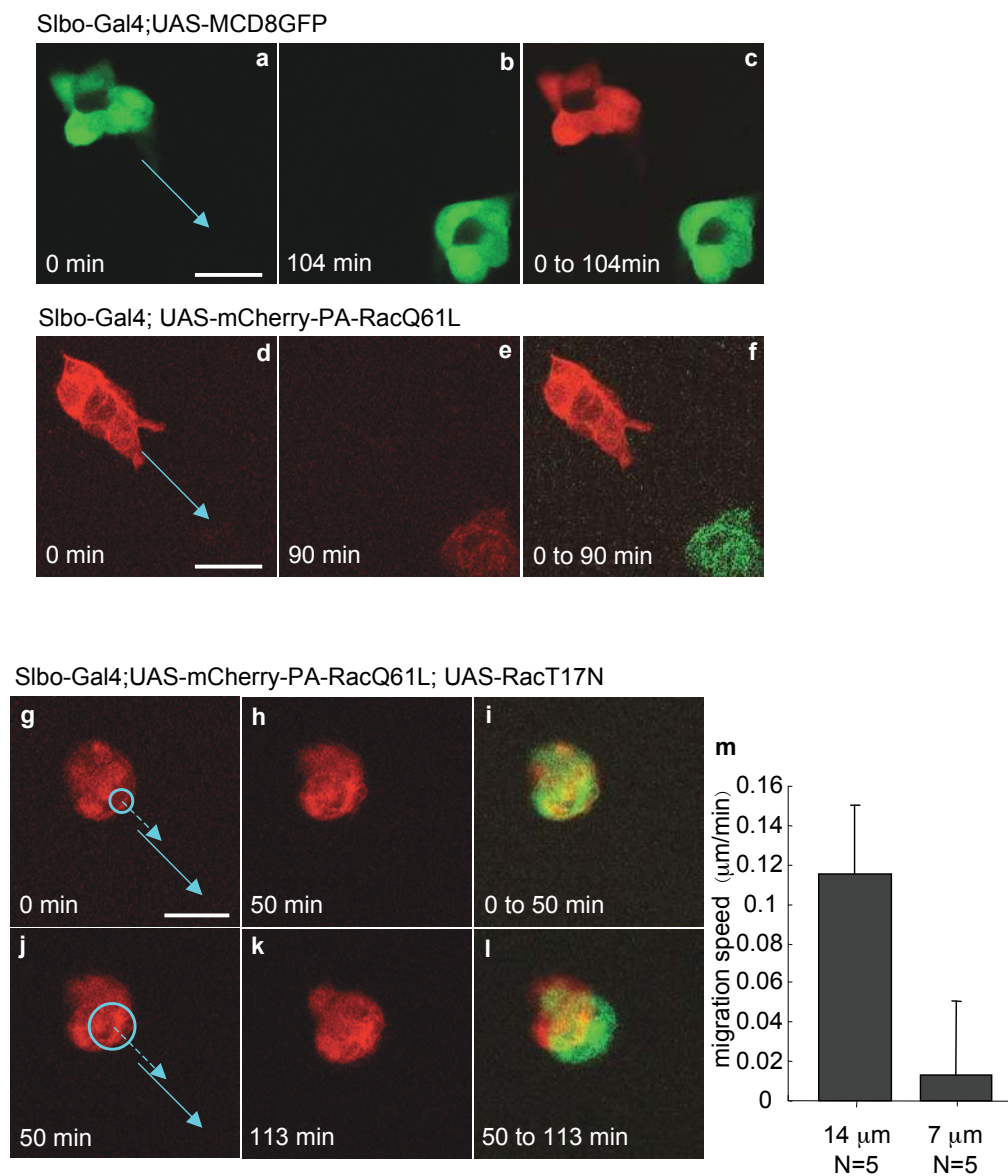 Slbo-Gal4;UAS-MCD8GFP
a
b
c
0 min
104 min
0 to 104min
Slbo-Gal4; UAS-mCherry-PA-RacQ61L
d
e
f
0 min
90 min
0 to 90 min
Slbo-Gal4;UAS-mCherry-PA-RacQ61L; UAS-RacT17N
g
h
i
0 min
50 min
0 to 50 min
j
k
l
50 min
113 min
50 to 113 min
m
migration speed (μm/min)
0.16
0.14
0.12
0.1
0.08
0.06
0.04
0.02
0
14 μm
7 μm
N=5
N=5